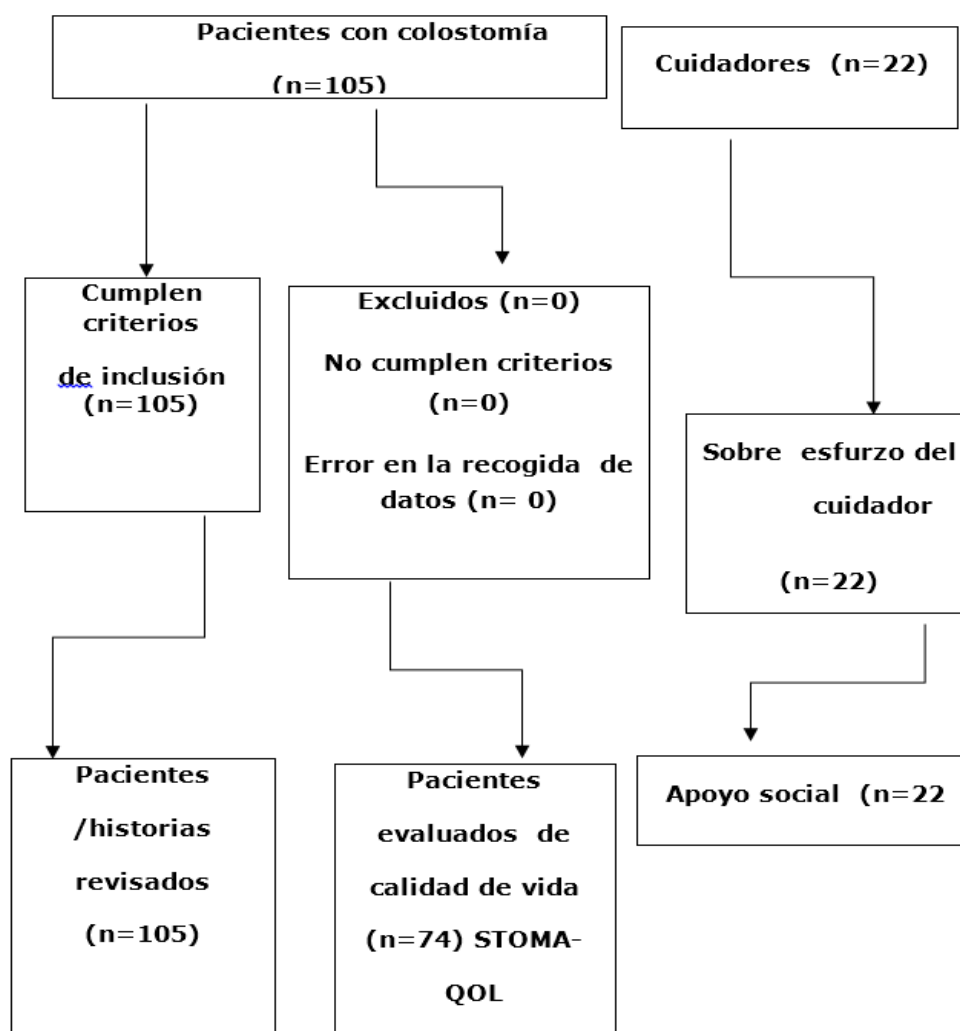 Pacientes con colostomía
(n=105)
Cuidadores (n=22)
Cumplen
criterios
de inclusión
(n=105)
Excluidos (n=0)
No cumplen criterios
(n=0)
Error en la recogida de
datos (n= 0)
Sobre esfurzo del
cuidador
(n=22)
Pacientes
/historias
revisados
(n=105)
Pacientes
evaluados de
calidad de vida
(n=74) STOMA-
QOL
Apoyo social (n=22